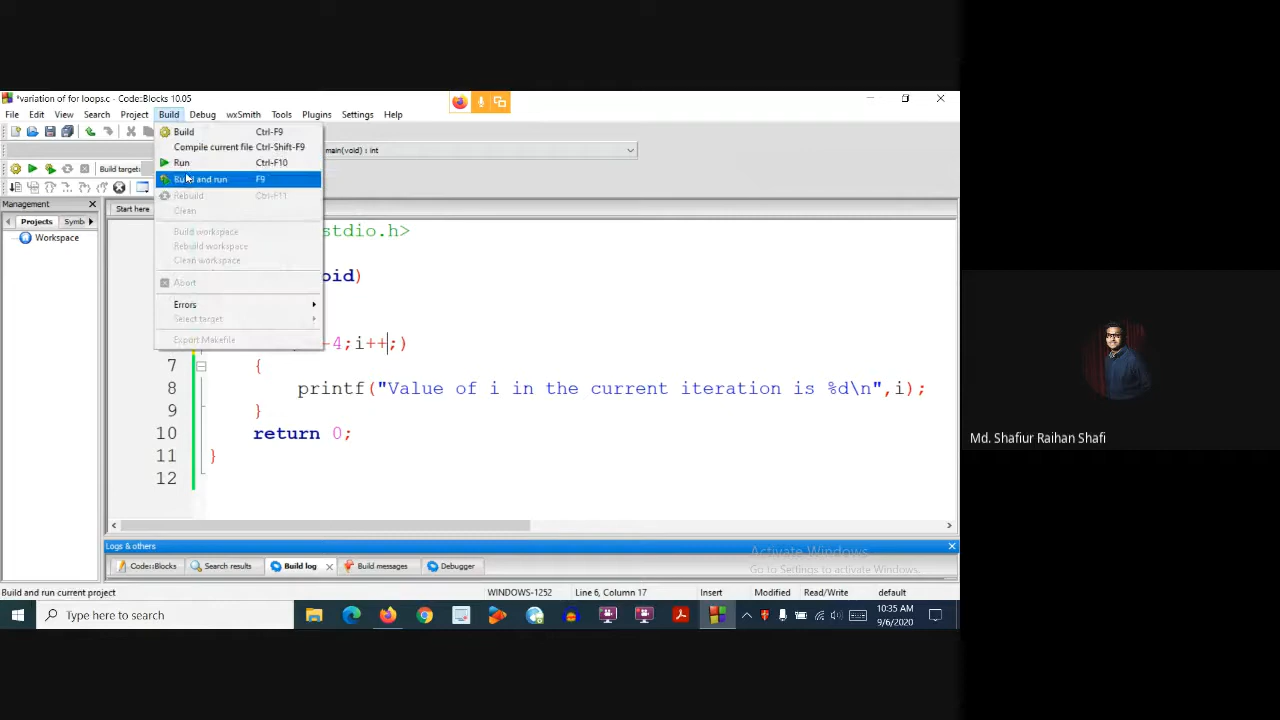 *variation of for loops.c - Code::Blocks 10.05
File Edit View Search Project Build Debug wxSmith Tools Plugins Settings Help
Build Ctrl-F9
Compile current file Ctrl-Shift-F9
main(void) : int
Run Ctrl-F10
Build target:
Build and run F9
Rebuild Ctrl-F11
Management
Clean
Start here
Projects Symb
Build workspace
stdio.h>
Workspace
Rebuild workspace
Clean workspace
oid)
Abort
Errors
Select target
Export Makefile
-4;i++;)
7 {
8 printf("Value of i in the current iteration is %d\n",i);
9 }
10 return 0;
11 }
12
Md. Shafiur Raihan Shafi
Logs & others
Activate Windows
Go to Settings to activate Windows.
Code::Blocks Search results Build log Build messages Debugger
Build and run current project WINDOWS-1252 Line 6, Column 17 Insert Modified Read/Write default
Type here to search
10:35 AM
9/6/2020